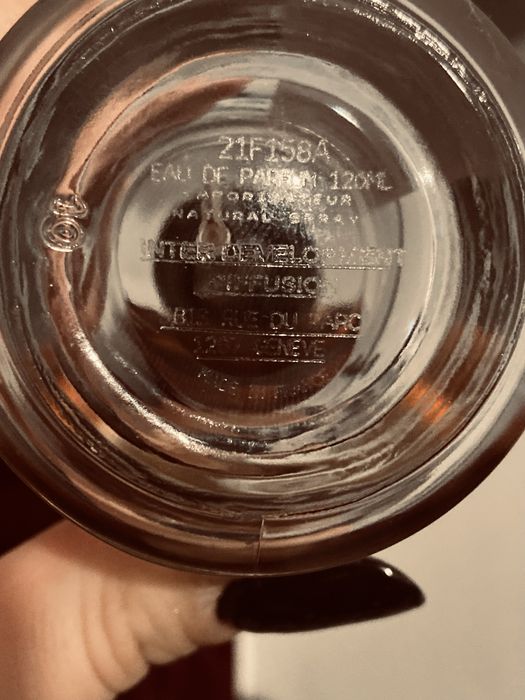 21F158A
EAU DE PARFUM 120ML
VAPORISATEUR
NATURAL SPRAY
INTER DEVELOPMENT
DIFFUSION
RUE DU PARC
GENEVE